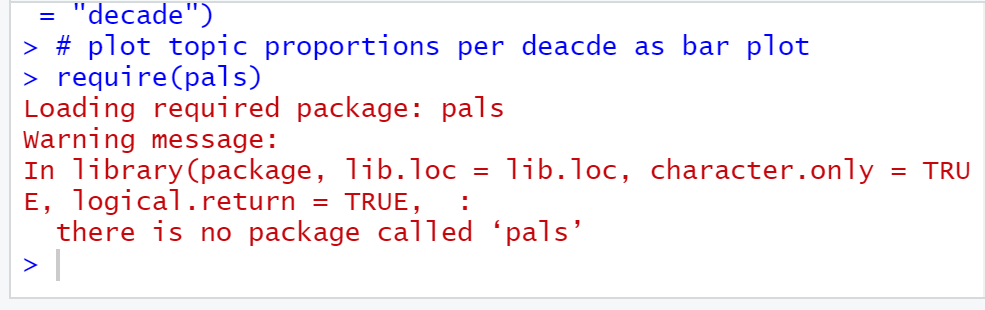 = "decade")
> # plot topic proportions per deacde as bar plot
> require(pals)
Loading required package: pals
Warning message:
In library(package, lib.loc = lib.loc, character.only = TRU
E, logical.return = TRUE,  :
  there is no package called ‘pals’
>